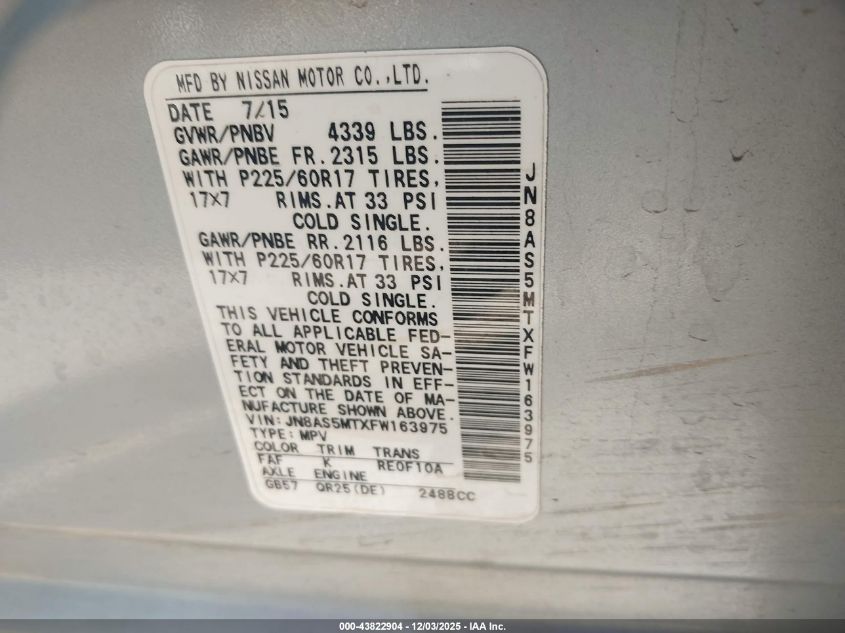 MFD BY NISSAN MOTOR CO.,LTD.
DATE 7/15
GVWR/PNBV 4339 LBS.
GAWR/PNBE FR. 2315 LBS.
WITH P225/60R17 TIRES,
17X7 RIMS.AT 33 PSI
COLD SINGLE.
GAWR/PNBE RR. 2116 LBS.
WITH P225/60R17 TIRES,
17X7 RIMS.AT 33 PSI
COLD SINGLE.
THIS VEHICLE CONFORMS
TO ALL APPLICABLE FED-
ERAL MOTOR VEHICLE SA-
FETY AND THEFT PREVEN-
TION STANDARDS IN EFF-
ECT ON THE DATE OF MA-
NUFACTURE SHOWN ABOVE.
VIN: JN8AS5MTXFW163975
TYPE: MPV
COLOR TRIM TRANS
FAF K RE0F10A
AXLE ENGINE
GB57 QR25(DE) 2488CC
JN8AS5MTXFW163975
000-43822904 - 12/03/2025 - IAA Inc.